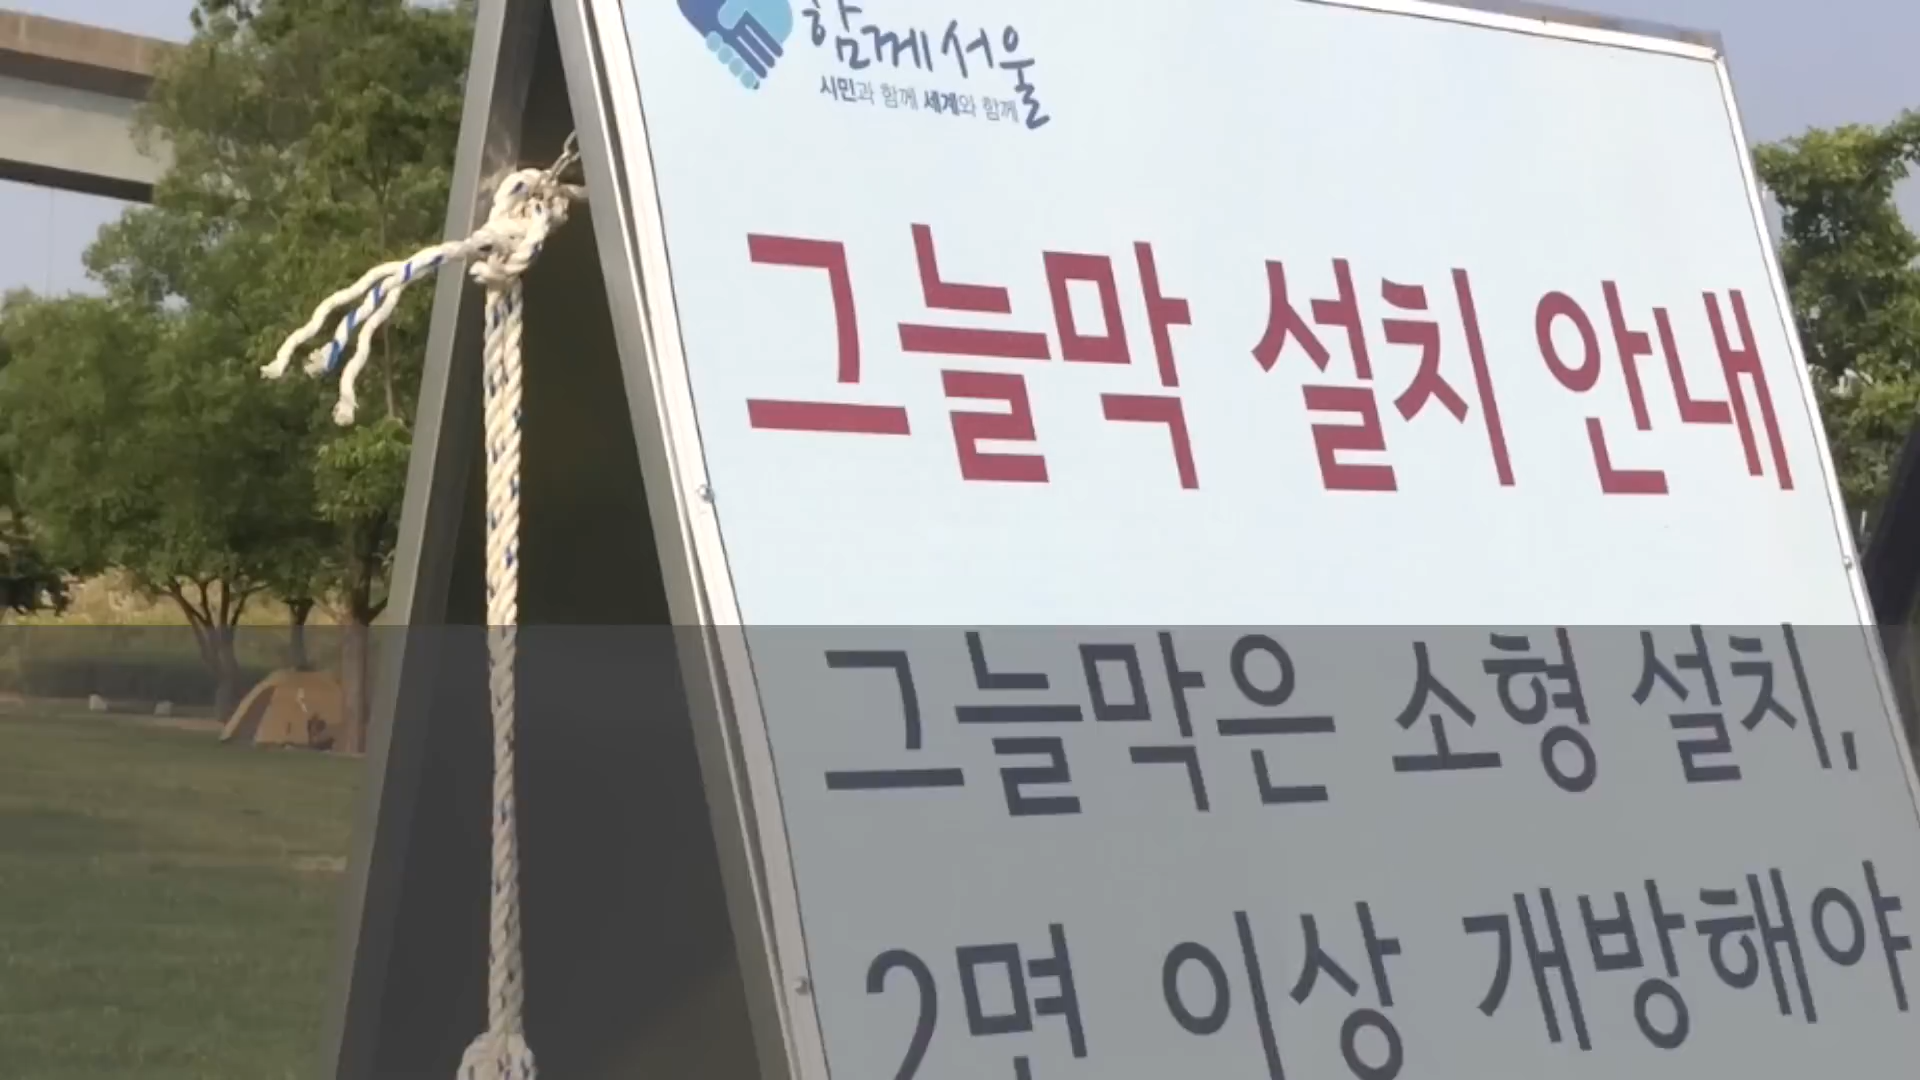 함께서울
시민과 함께 세계와 함께
그늘막 설치 안내
그늘막은 소형 설치,
2면 이상 개방해야